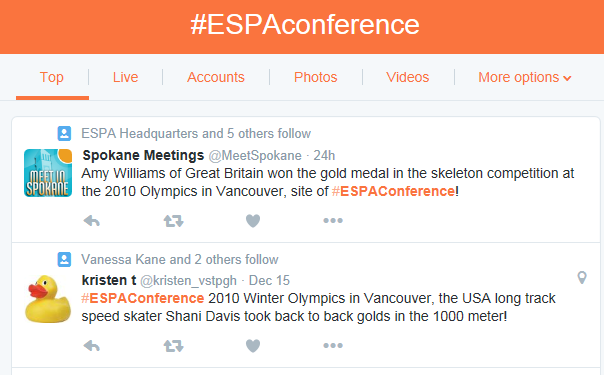 #ESPAconference
Top Live Accounts Photos Videos More options
ESPA Headquarters and 5 others follow
MEET IN
SPOKANE
Spokane Meetings @MeetSpokane · 24h
Amy Williams of Great Britain won the gold medal in the skeleton competition at
the 2010 Olympics in Vancouver, site of #ESPAConference!
Vanessa Kane and 2 others follow
kristen t @kristen_vstpgh · Dec 15
#ESPAConference 2010 Winter Olympics in Vancouver, the USA long track
speed skater Shani Davis took back to back golds in the 1000 meter!